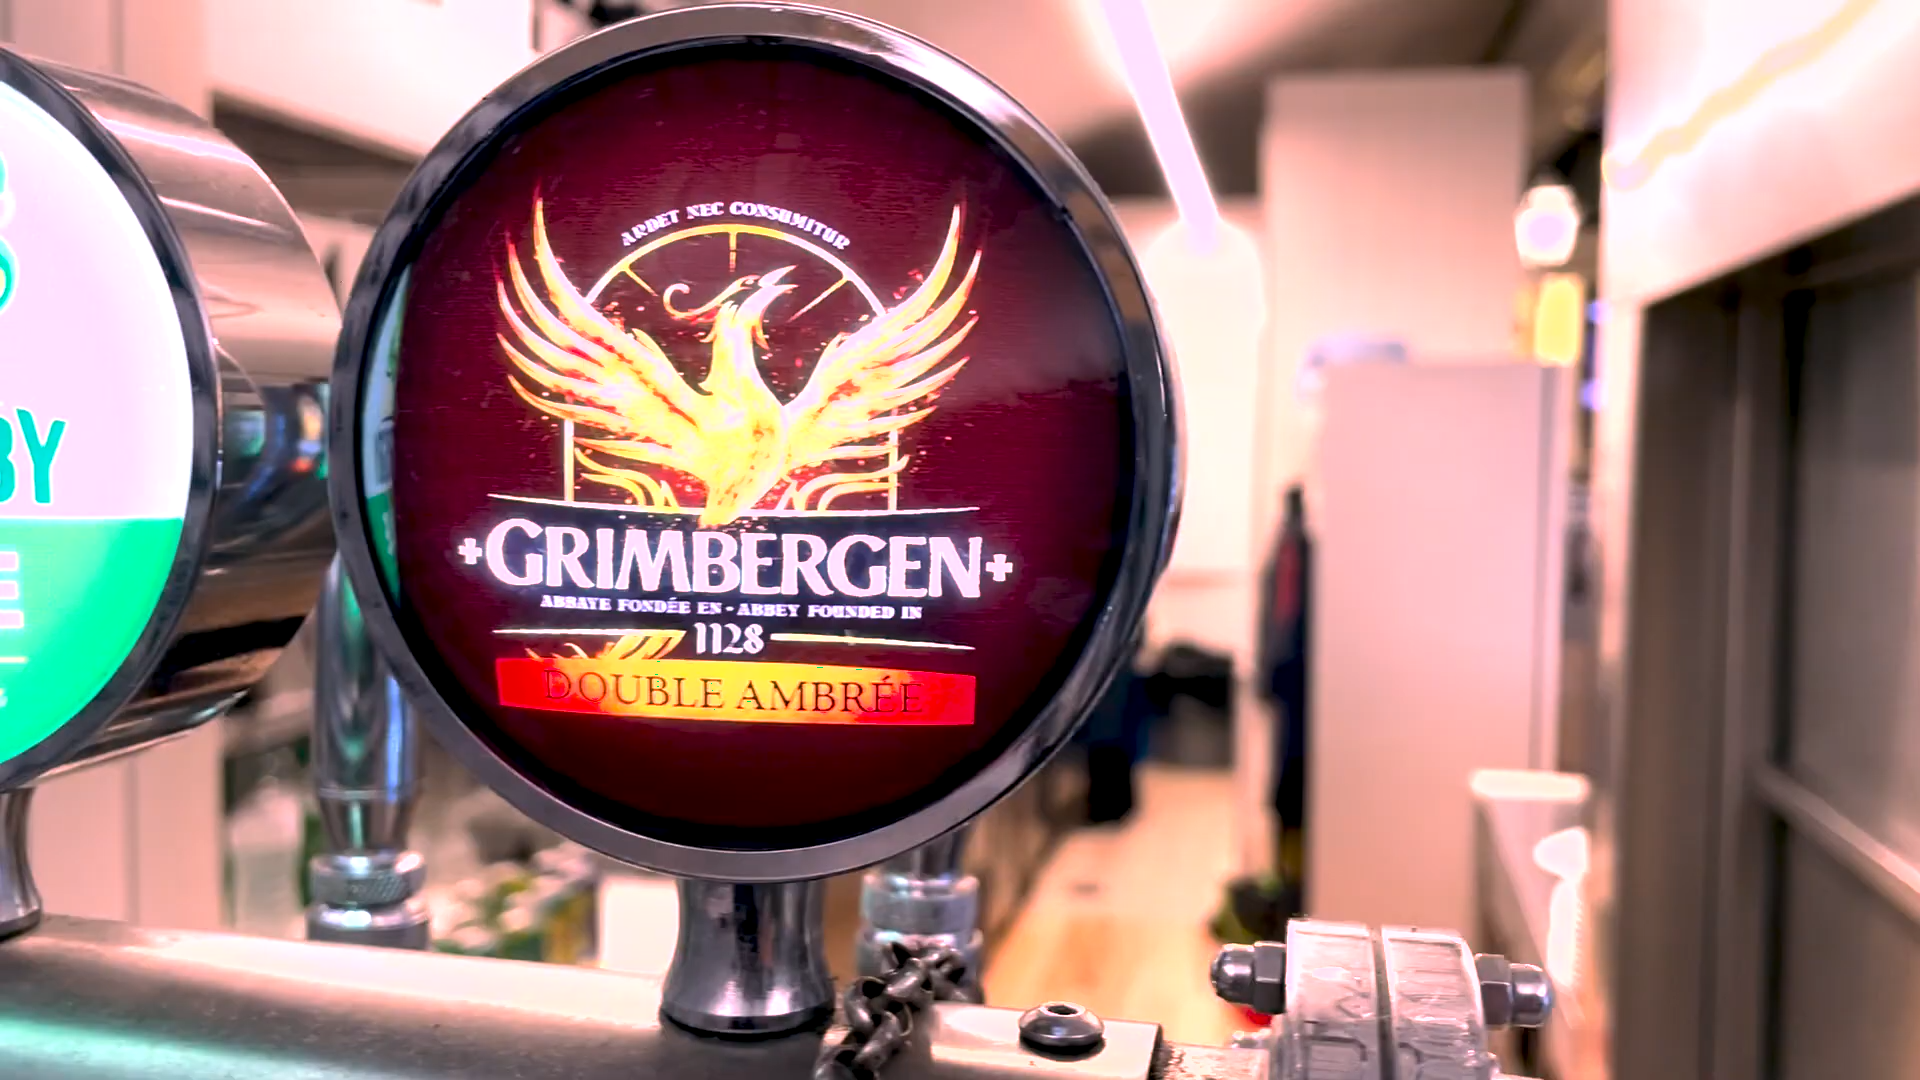 ARDET NEC CONSUMITUR
+GRIMBERGEN+
ABBAYE FONDÉE EN - ABBEY FOUNDED IN
1128
DOUBLE AMBRÉE